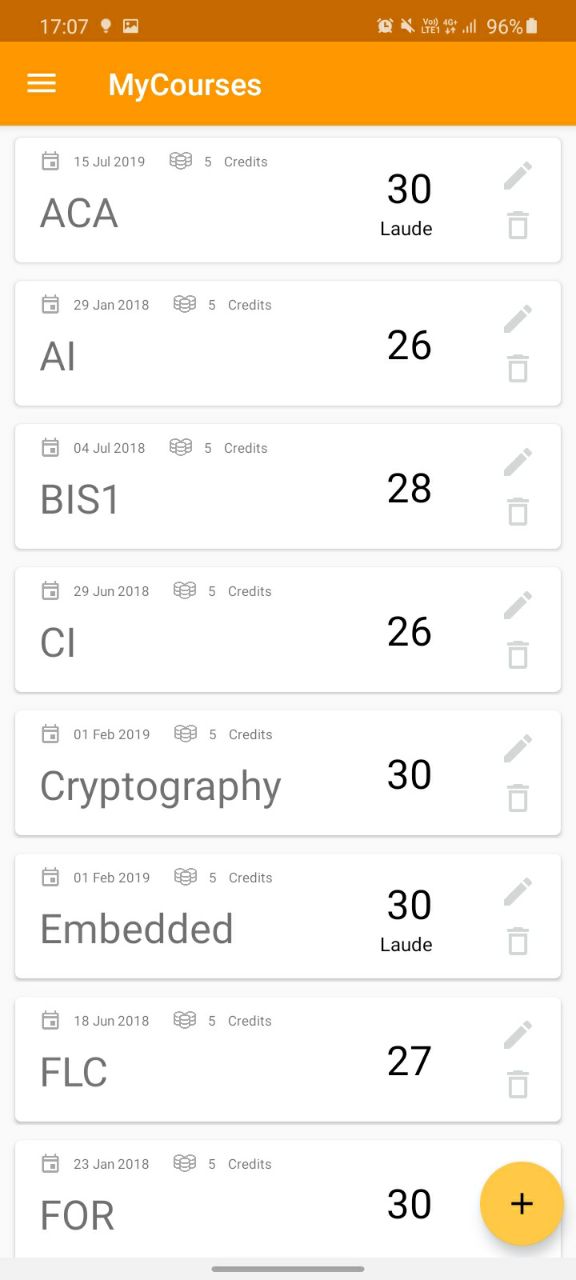 17:07 Vo)) LTE1 4G+ 96%
MyCourses
15 Jul 2019 5 Credits
ACA
30
Laude
29 Jan 2018 5 Credits
AI
26
04 Jul 2018 5 Credits
BIS1
28
29 Jun 2018 5 Credits
CI
26
01 Feb 2019 5 Credits
Cryptography
30
01 Feb 2019 5 Credits
Embedded
30
Laude
18 Jun 2018 5 Credits
FLC
27
23 Jan 2018 5 Credits
FOR
30
+